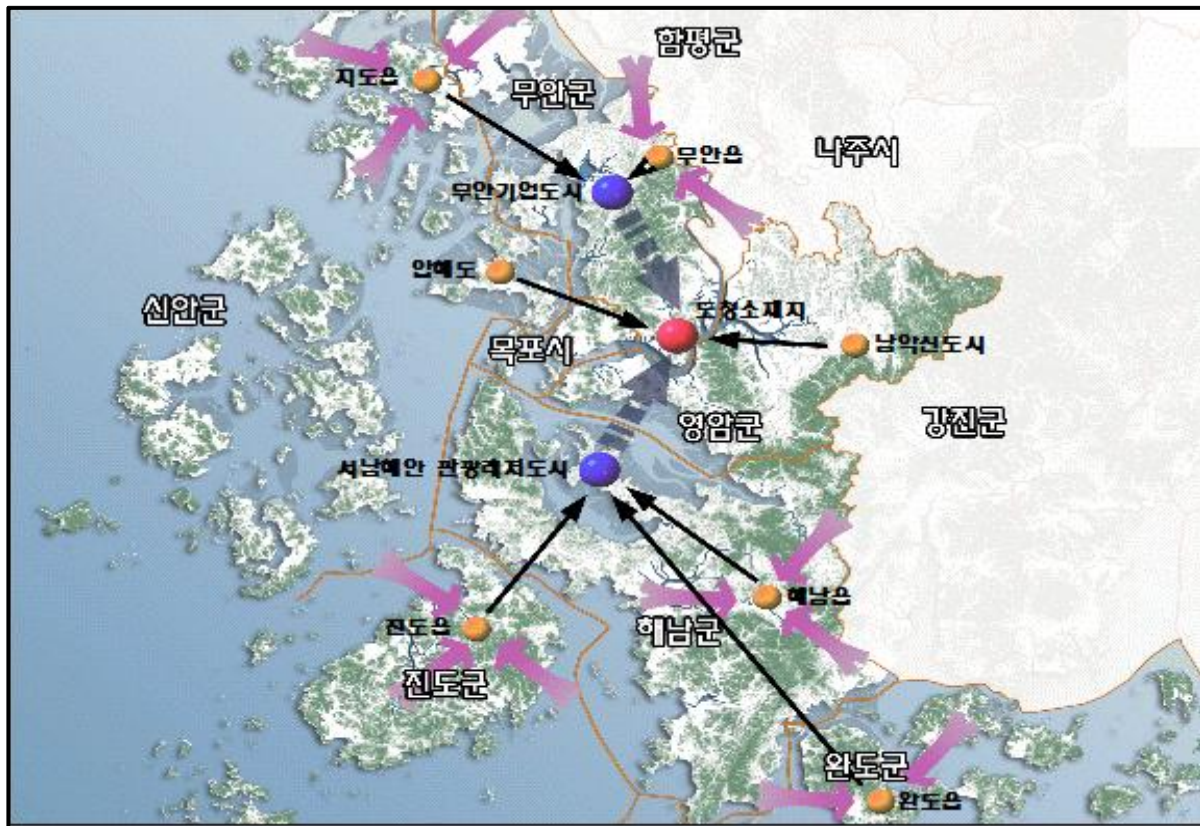 함평군
지도읍
무안군
나주시
무안읍
무안기업도시
압해도
신안군
도청소재지
목포시
남악신도시
영암군
강진군
서남해안 관광레저도시
해남읍
진도읍
해남군
진도군
완도군
완도읍